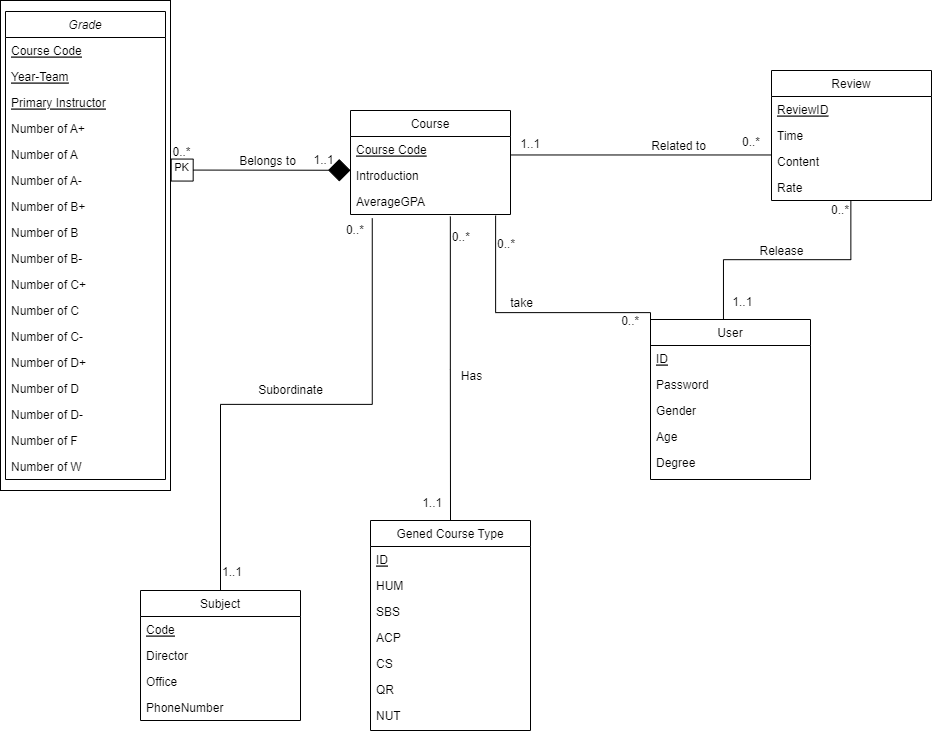 Grade
Course Code
Year-Team
Primary Instructor
Number of A+
Number of A
Number of A-
Number of B+
Number of B
Number of B-
Number of C+
Number of C
Number of C-
Number of D+
Number of D
Number of D-
Number of F
Number of W
0..*
PK
Belongs to
1..1
Course
Course Code
Introduction
AverageGPA
1..1
Related to
0..*
Review
ReviewID
Time
Content
Rate
0..*
Release
1..1
0..*
0..*
0..*
take
0..*
User
ID
Password
Gender
Age
Degree
Subordinate
Has
1..1
1..1
Gened Course Type
ID
HUM
SBS
ACP
CS
QR
NUT
Subject
Code
Director
Office
PhoneNumber